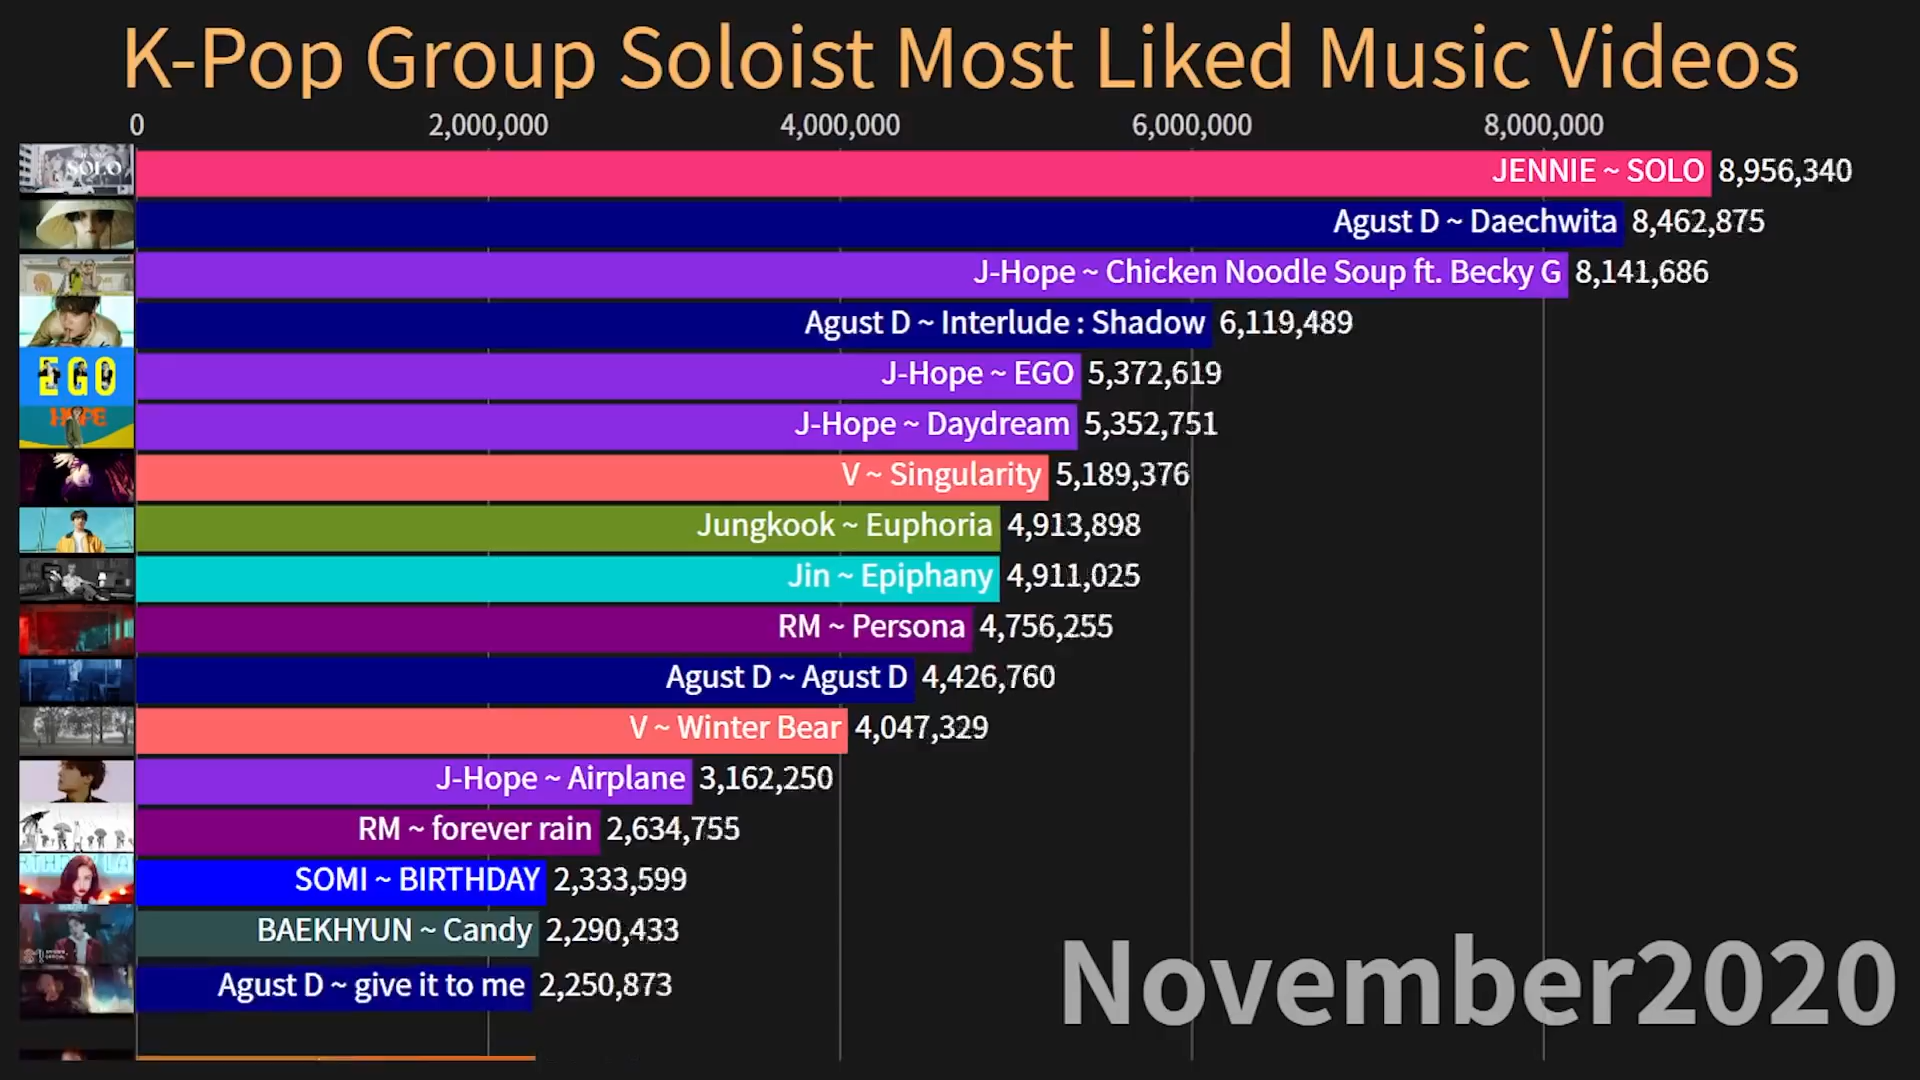 K-Pop Group Soloist Most Liked Music Videos
0 2,000,000 4,000,000 6,000,000 8,000,000
SOLO JENNIE ~ SOLO 8,956,340
Agust D ~ Daechwita 8,462,875
J-Hope ~ Chicken Noodle Soup ft. Becky G 8,141,686
Agust D ~ Interlude : Shadow 6,119,489
EGO J-Hope ~ EGO 5,372,619
J-Hope ~ Daydream 5,352,751
V ~ Singularity 5,189,376
Jungkook ~ Euphoria 4,913,898
Jin ~ Epiphany 4,911,025
RM ~ Persona 4,756,255
Agust D ~ Agust D 4,426,760
V ~ Winter Bear 4,047,329
J-Hope ~ Airplane 3,162,250
RM ~ forever rain 2,634,755
SOMI ~ BIRTHDAY 2,333,599
BAEKHYUN ~ Candy 2,290,433
Agust D ~ give it to me 2,250,873
November2020